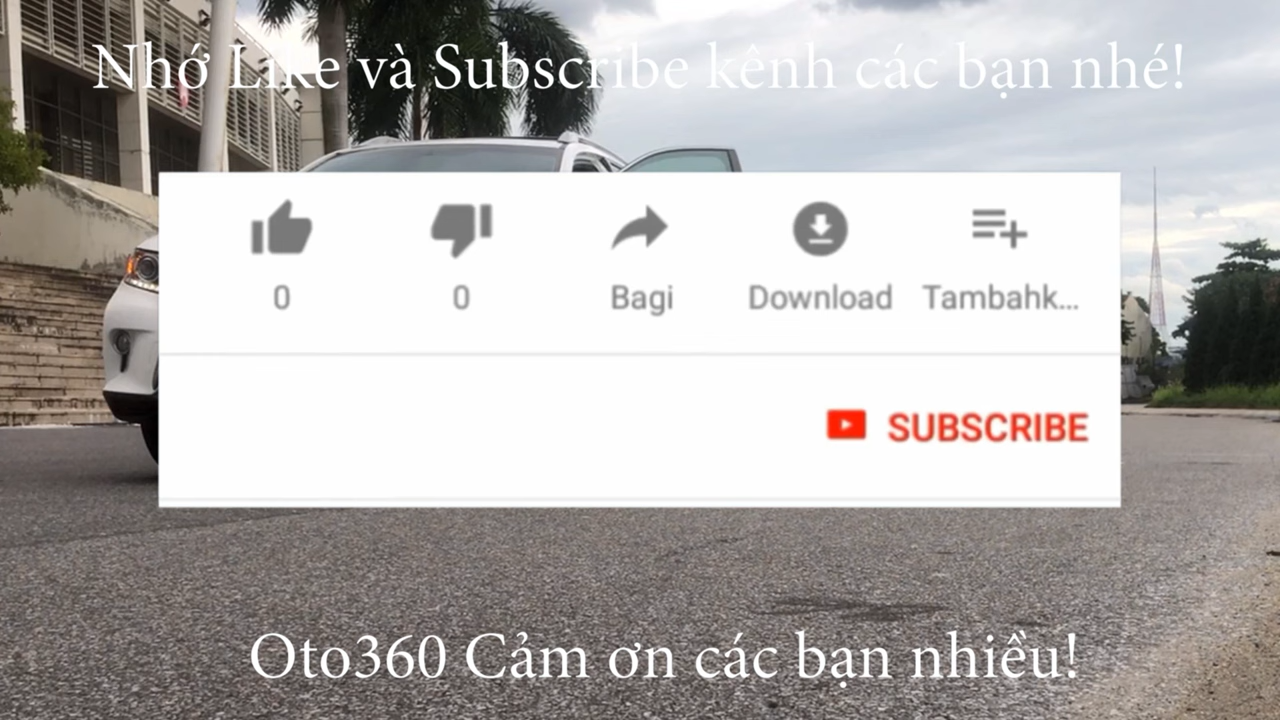 Nhớ Like và Subscribe kênh các bạn nhé!
0 0 Bagi Download Tambahk...
SUBSCRIBE
Oto360 Cảm ơn các bạn nhiều!